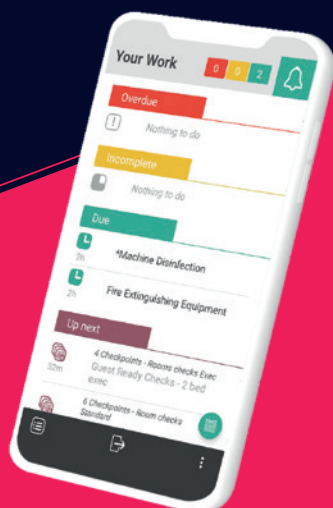 Your Work
0 0 2
Overdue
Nothing to do
Incomplete
Nothing to do
Due
*Machine Disinfection
2h
Fire Extinguishing Equipment
2h
Up next
4 Checkpoints - Rooom checks Exec
Guest Ready Checks - 2 bed
exec
52m
6 Checkpoints - Room checks
Standard